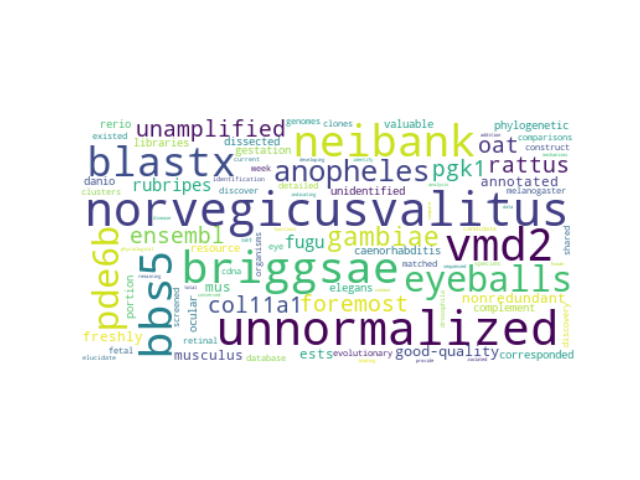 rerio
unamplified
genomes
clones
valuable
phylogenetic
existed
libraries
dissected
neibank
oat
comparisons
construct
blastx
gestation
current
developing
identify
week
anopheles
pgk1
rattus
danio
rubripes
identification
detailed
unidentified
annotated
clusters
discover
melanogaster
norvegicusvalitus
pde6b
ensembl
resource
eye
fugu
gambiae
vmd2
shared
organisms
caenorhabditis
matched
portion
bbs5
screened
briggsae
cdna
mus
elegans
eyeballs
ocular
col11a1
foremost
nonredundant
complement
discovery
drosophila
freshly
retinal
unnormalized
fetal
elucidate
musculus
database
ests
evolutionary
good-quality
corresponded
provide